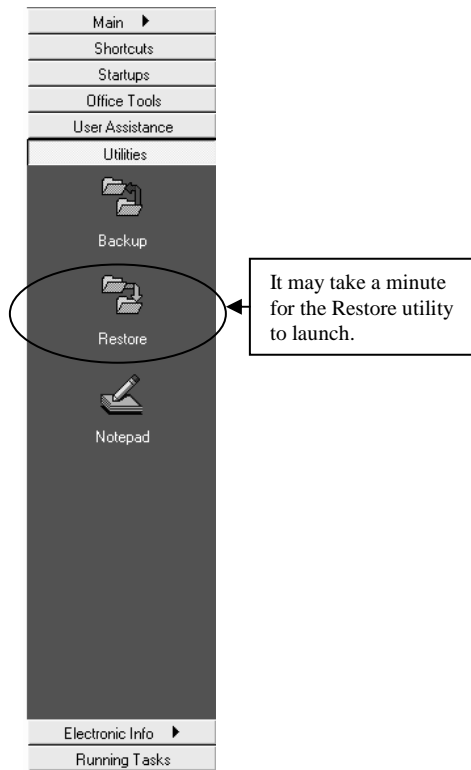 Main
Shortcuts
Startups
Office Tools
User Assistance
Utilities
Backup
Restore
It may take a minute
for the Restore utility
to launch.
Notepad
Electronic Info
Running Tasks